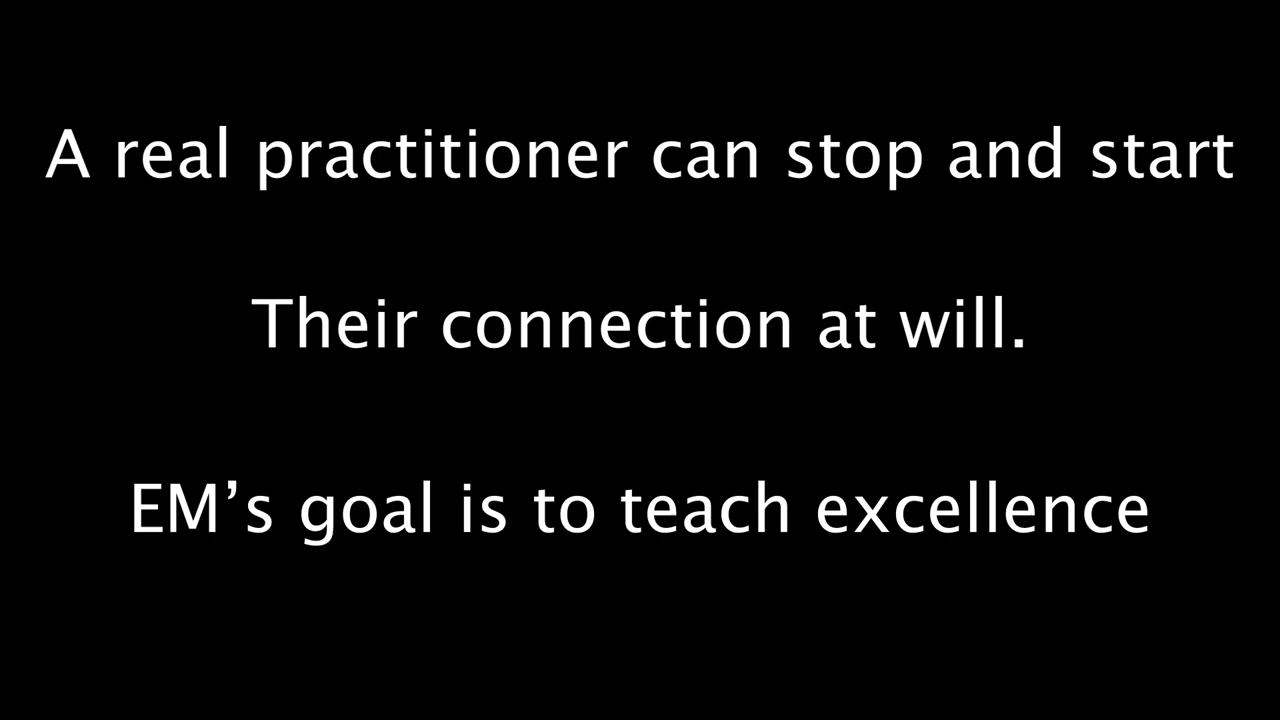 A real practitioner can stop and start
Their connection at will.
EM’s goal is to teach excellence